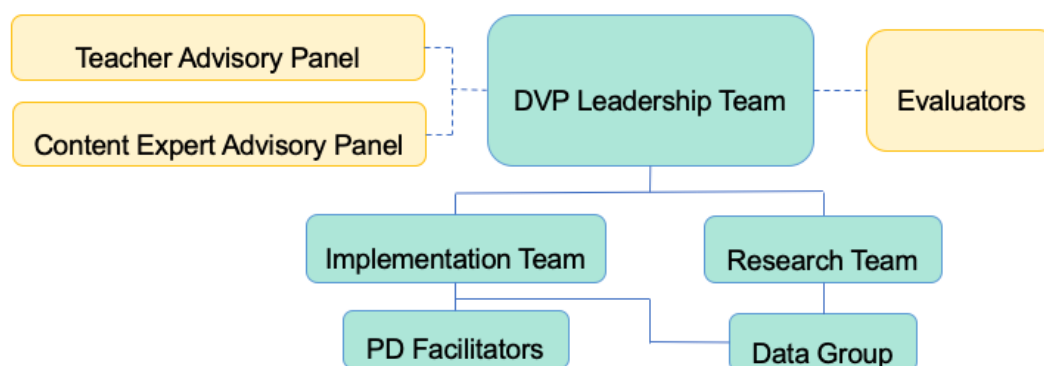 Teacher Advisory Panel
DVP Leadership Team
Evaluators
Content Expert Advisory Panel
Implementation Team
Research Team
PD Facilitators
Data Group